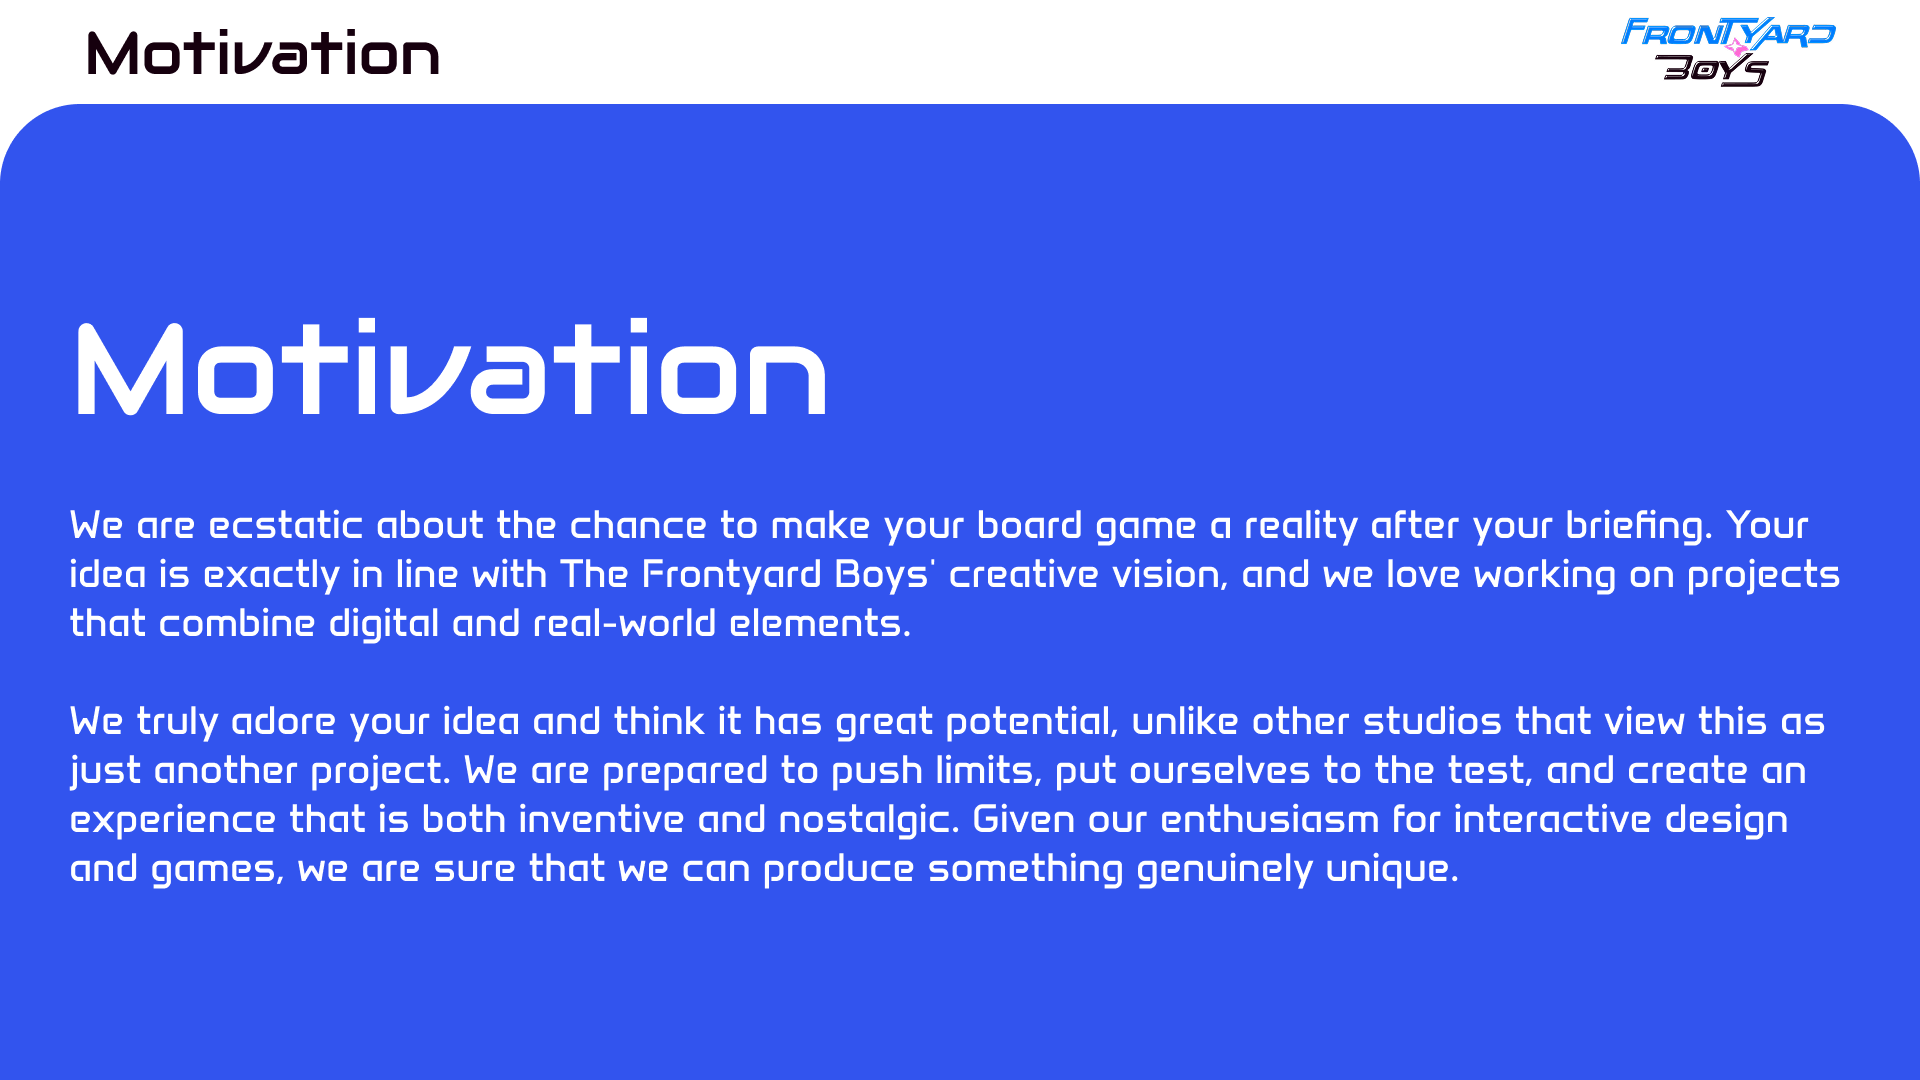 Motivation
FRONTYARD
BOYS
Motivation
We are ecstatic about the chance to make your board game a reality after your briefing. Your
idea is exactly in line with The Frontyard Boys' creative vision, and we love working on projects
that combine digital and real-world elements.
We truly adore your idea and think it has great potential, unlike other studios that view this as
just another project. We are prepared to push limits, put ourselves to the test, and create an
experience that is both inventive and nostalgic. Given our enthusiasm for interactive design
and games, we are sure that we can produce something genuinely unique.